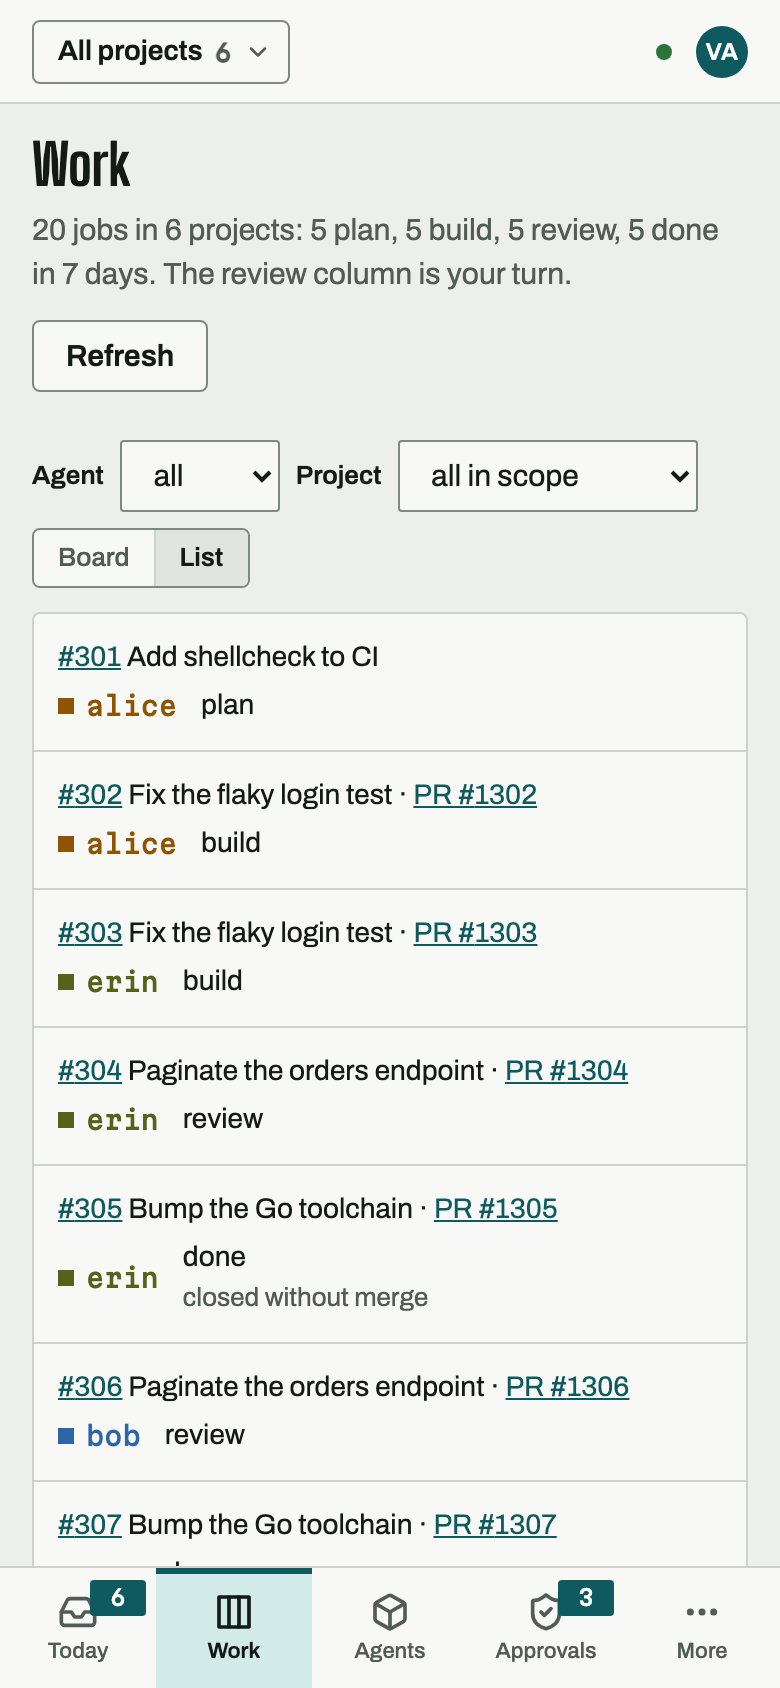 All projects 6
VA
Work
20 jobs in 6 projects: 5 plan, 5 build, 5 review, 5 done
in 7 days. The review column is your turn.
Refresh
Agent all Project all in scope
Board List
#301 Add shellcheck to CI
alice plan
#302 Fix the flaky login test · PR #1302
alice build
#303 Fix the flaky login test · PR #1303
erin build
#304 Paginate the orders endpoint · PR #1304
erin review
#305 Bump the Go toolchain · PR #1305
erin done
closed without merge
#306 Paginate the orders endpoint · PR #1306
bob review
#307 Bump the Go toolchain · PR #1307
6 3
Today Work Agents Approvals More